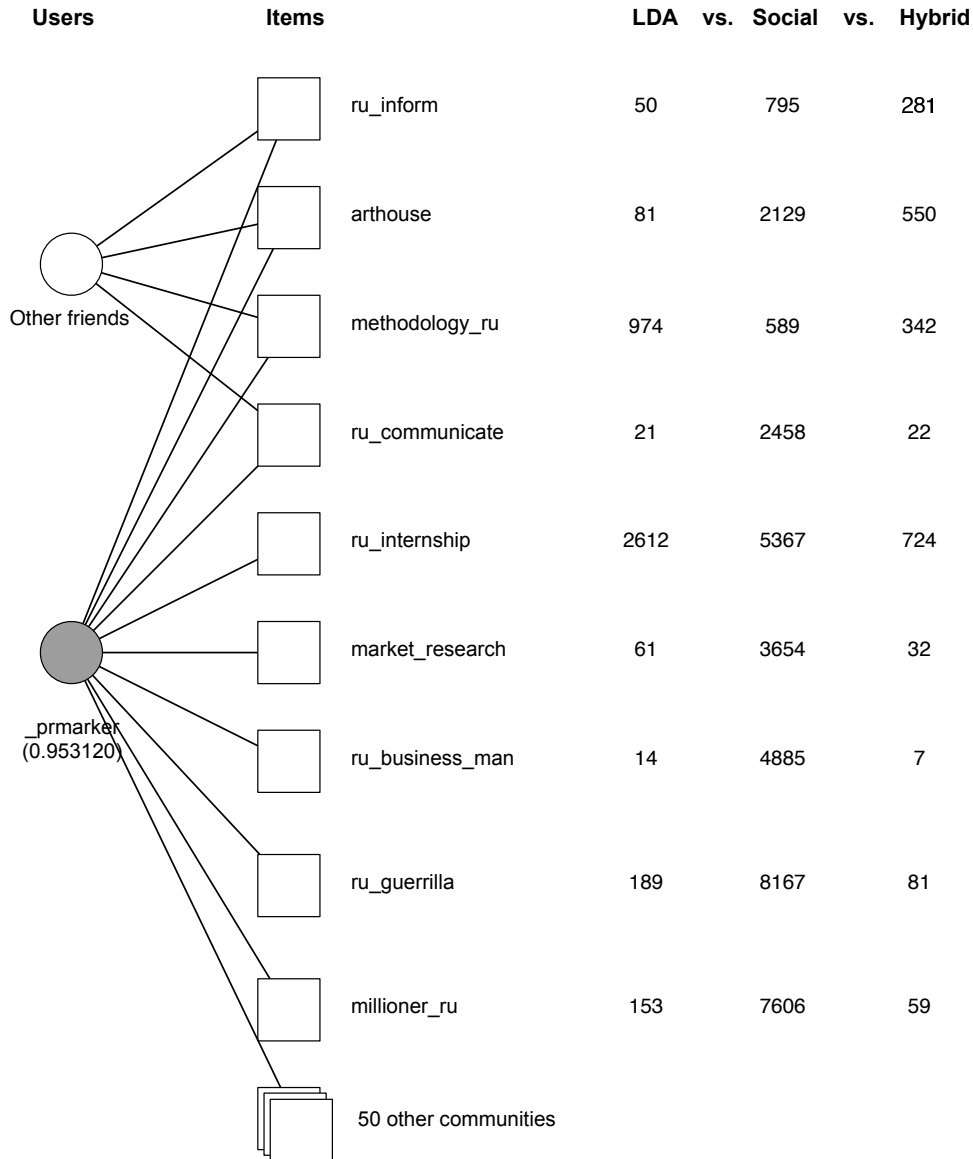 Users Items LDA vs. Social vs. Hybrid
ru_inform 50 795 281
arthouse 81 2129 550
Other friends
methodology_ru 974 589 342
ru_communicate 21 2458 22
ru_internship 2612 5367 724
market_research 61 3654 32
_prmarker
(0.953120)
ru_business_man 14 4885 7
ru_guerrilla 189 8167 81
millioner_ru 153 7606 59
50 other communities